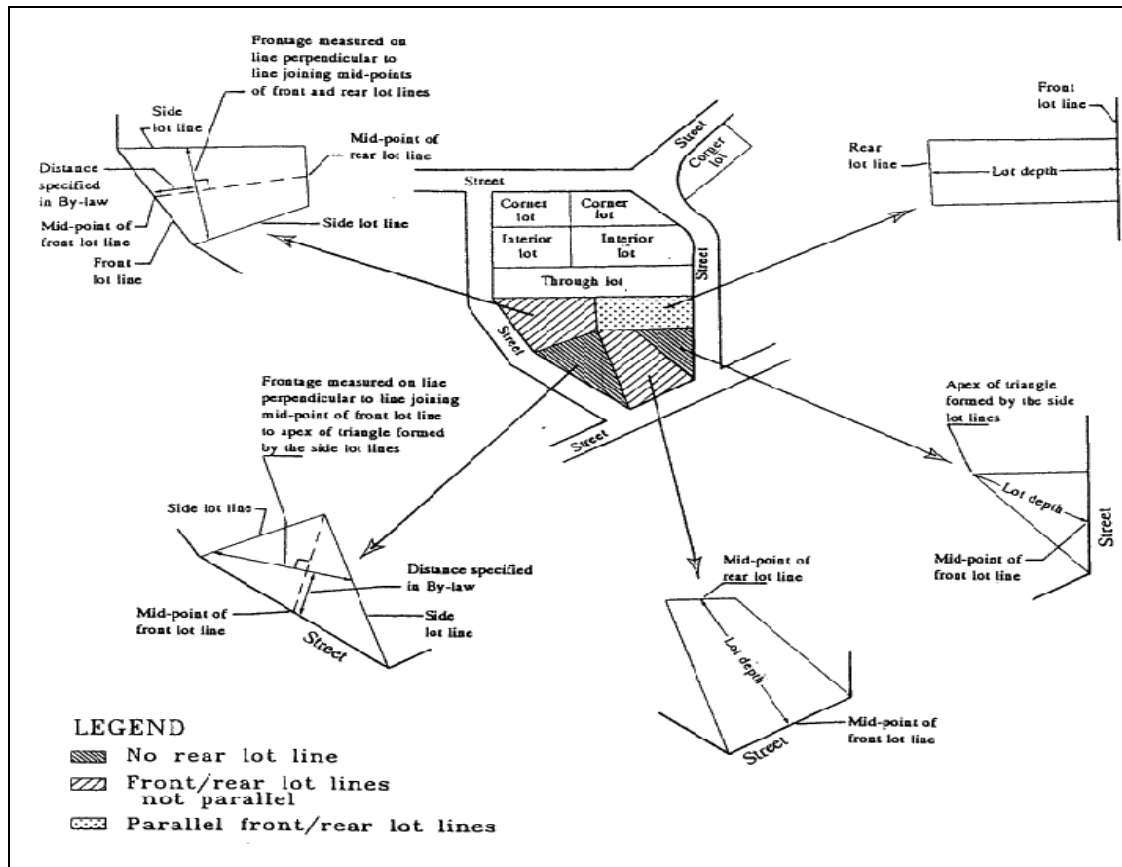 Frontage measured on
line perpendicular to
line joining mid-points
of front and rear lot lines
Side
lot line
Mid-point of
rear lot line
Distance
specified
in By-law
Mid-point of
front lot line
Front
lot line
Side lot line
Street
Street
Corner
lot
Corner
lot
Corner
lot
Interior
lot
Interior
lot
Through lot
Street
Street
Street
Front
lot line
Rear
lot line
Lot depth
Frontage measured on line
perpendicular to line joining
mid-point of front lot line
to apex of triangle formed
by the side lot lines
Side lot line
Distance specified
in By-law
Mid-point of
front lot line
Side
lot line
Street
Apex of triangle
formed by the side
lot lines
Lot depth
Street
Mid-point of
front lot line
Mid-point of
rear lot line
Lot depth
Mid-point of
front lot line
Street
LEGEND
No rear lot line
Front/rear lot lines
not parallel
Parallel front/rear lot lines